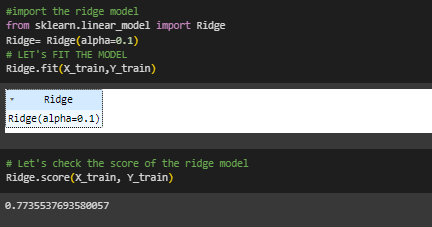 #import the ridge model
from sklearn.linear_model import Ridge
Ridge= Ridge(alpha=0.1)
# LET'S FIT THE MODEL
Ridge.fit(X_train,Y_train)
Ridge
Ridge(alpha=0.1)
# Let's check the score of the ridge model
Ridge.score(X_train, Y_train)
0.7735537693580057